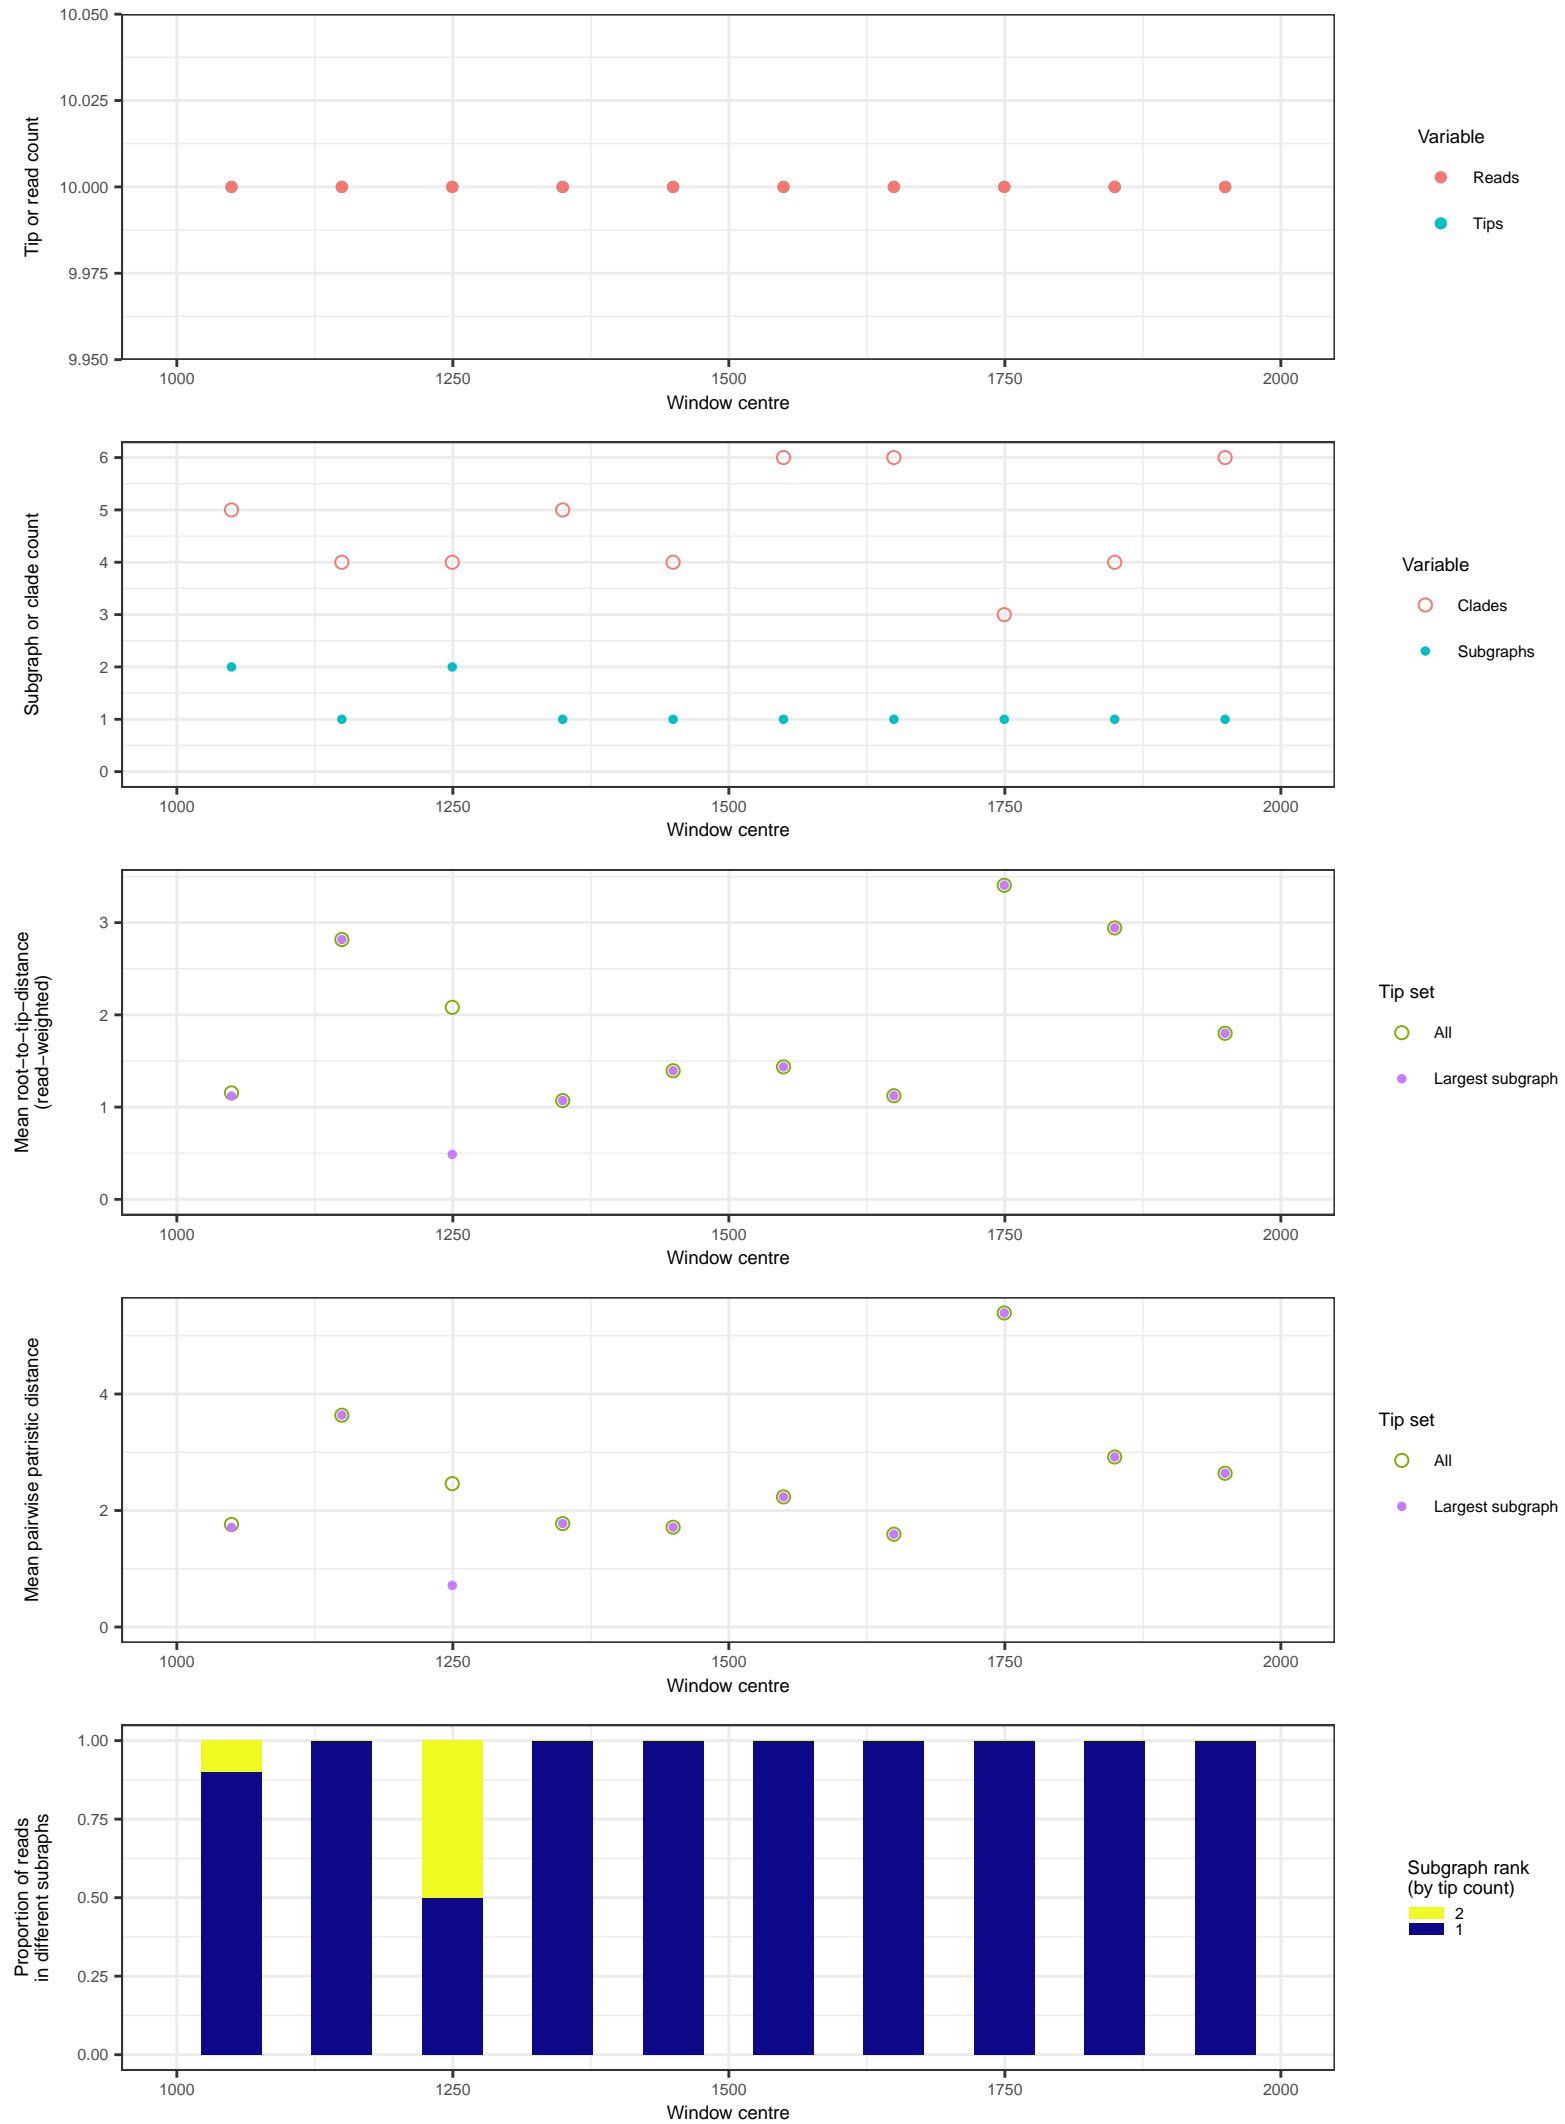 10.050
10.025
10.000
9.975
9.950
Tip or read count
1000 1250 1500 1750 2000
Window centre
Variable
Reads
Tips
6
5
4
3
2
1
0
Subgraph or clade count
1000 1250 1500 1750 2000
Window centre
Variable
Clades
Subgraphs
3
2
1
0
Mean root−to−tip−distance
(read−weighted)
1000 1250 1500 1750 2000
Window centre
Tip set
All
Largest subgraph
4
2
0
Mean pairwise patristic distance
1000 1250 1500 1750 2000
Window centre
Tip set
All
Largest subgraph
1.00
0.75
0.50
0.25
0.00
Proportion of reads
in different subraphs
1000 1250 1500 1750 2000
Window centre
Subgraph rank
(by tip count)
2
1